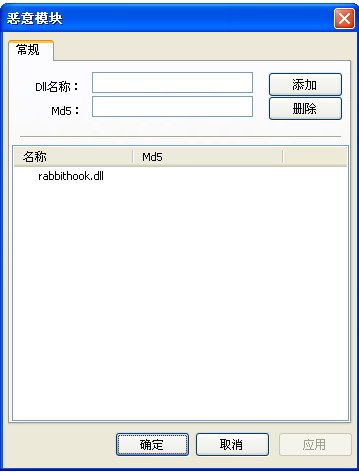 恶意模块
常规
Dll名称：
添加
Md5：
删除
名称 Md5
rabbithook.dll
确定 取消 应用